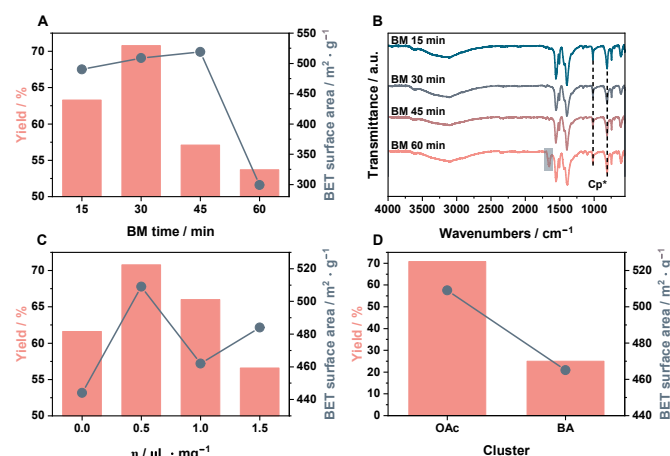 A
Yield / %
70
65
60
55
50
15
30
45
60
BM time / min
550
500
450
400
350
300
BET surface area / m² · g⁻¹
B
Transmittance / a.u.
BM 15 min
BM 30 min
BM 45 min
BM 60 min
Cp*
4000 3500 3000 2500 2000 1500 1000
Wavenumbers / cm⁻¹
C
Yield / %
70
65
60
55
50
0.0
0.5
1.0
1.5
η / μL · mg⁻¹
520
500
480
460
440
BET surface area / m² · g⁻¹
D
Yield / %
70
60
50
40
30
20
10
0
OAc
BA
Cluster
520
500
480
460
440
BET surface area / m² · g⁻¹